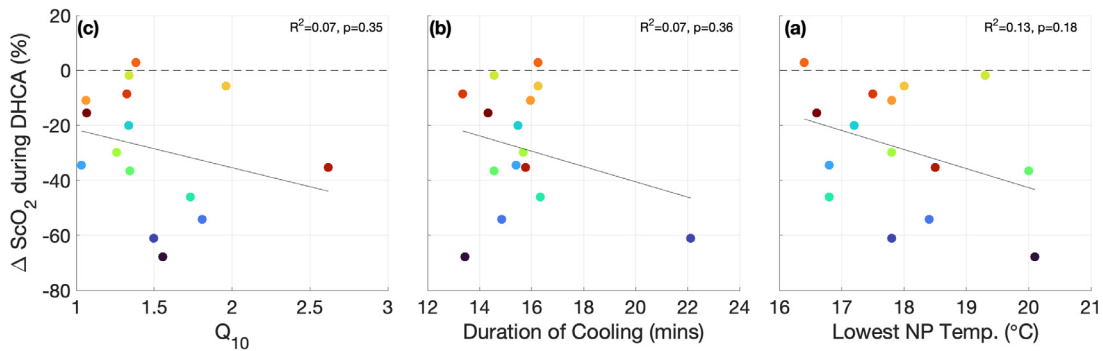 (c)
R²=0.07, p=0.35
(b)
R²=0.07, p=0.36
(a)
R²=0.13, p=0.18
Δ ScO₂ during DHCA (%)
20
0
-20
-40
-60
-80
1 1.5 2 2.5 3
12 14 16 18 20 22 24
16 17 18 19 20 21
Q₁₀
Duration of Cooling (mins)
Lowest NP Temp. (°C)